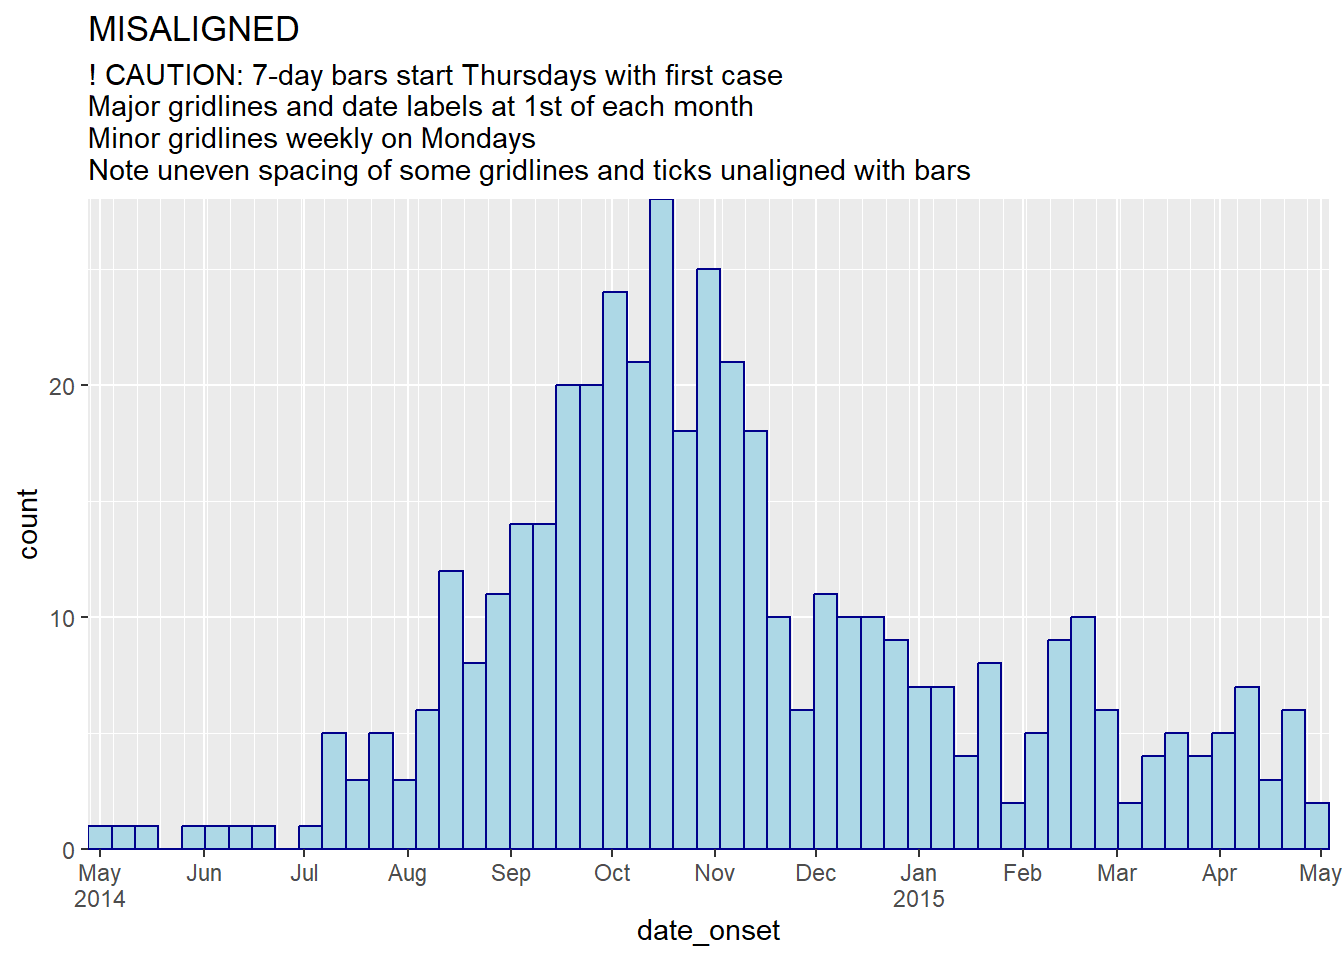 MISALIGNED
! CAUTION: 7-day bars start Thursdays with first case
Major gridlines and date labels at 1st of each month
Minor gridlines weekly on Mondays
Note uneven spacing of some gridlines and ticks unaligned with bars
count
20
10
0
May Jun Jul Aug Sep Oct Nov Dec Jan Feb Mar Apr May
2014 2015
date_onset